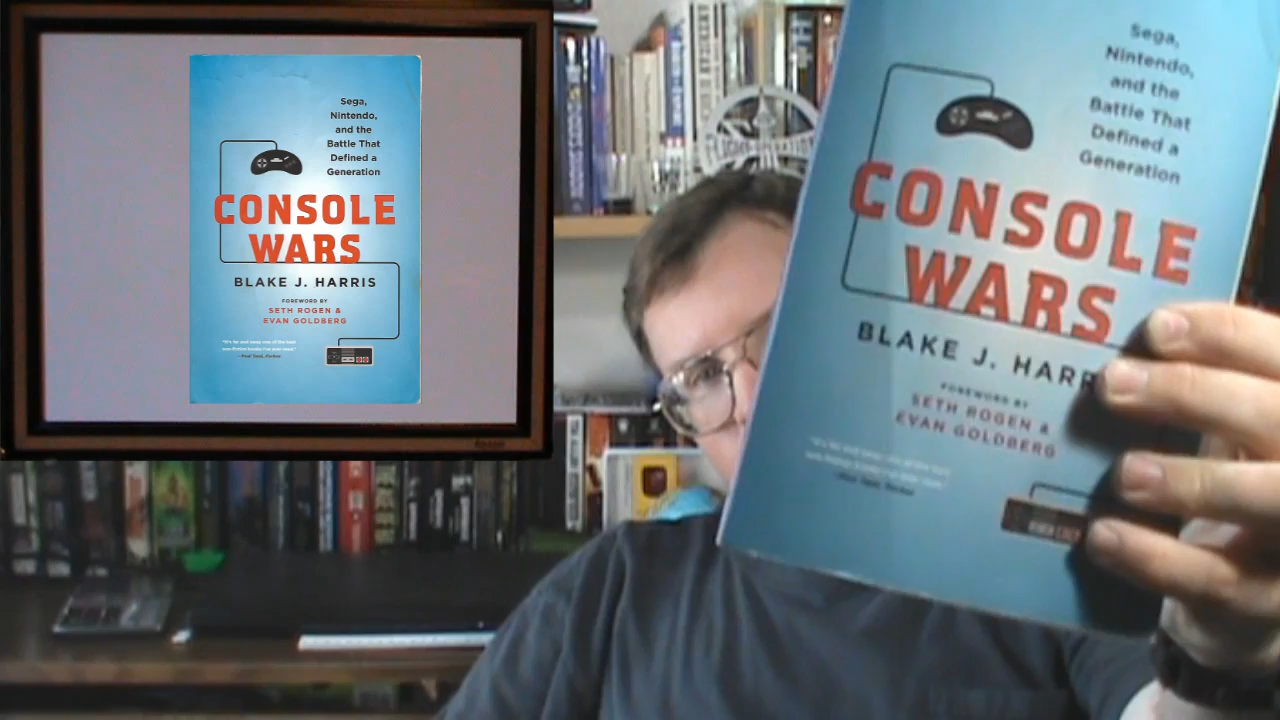 Sega,
Nintendo,
and the
Battle That
Defined a
Generation
CONSOLE
WARS
BLAKE J. HARRIS
FOREWORD BY
SETH ROGEN &
EVAN GOLDBERG
Sega,
Nintendo,
and the
Battle That
Defined a
Generation
CONSOLE
WARS
BLAKE J. HARR
FOREWORD BY
SETH ROGEN &
EVAN GOLDBERG